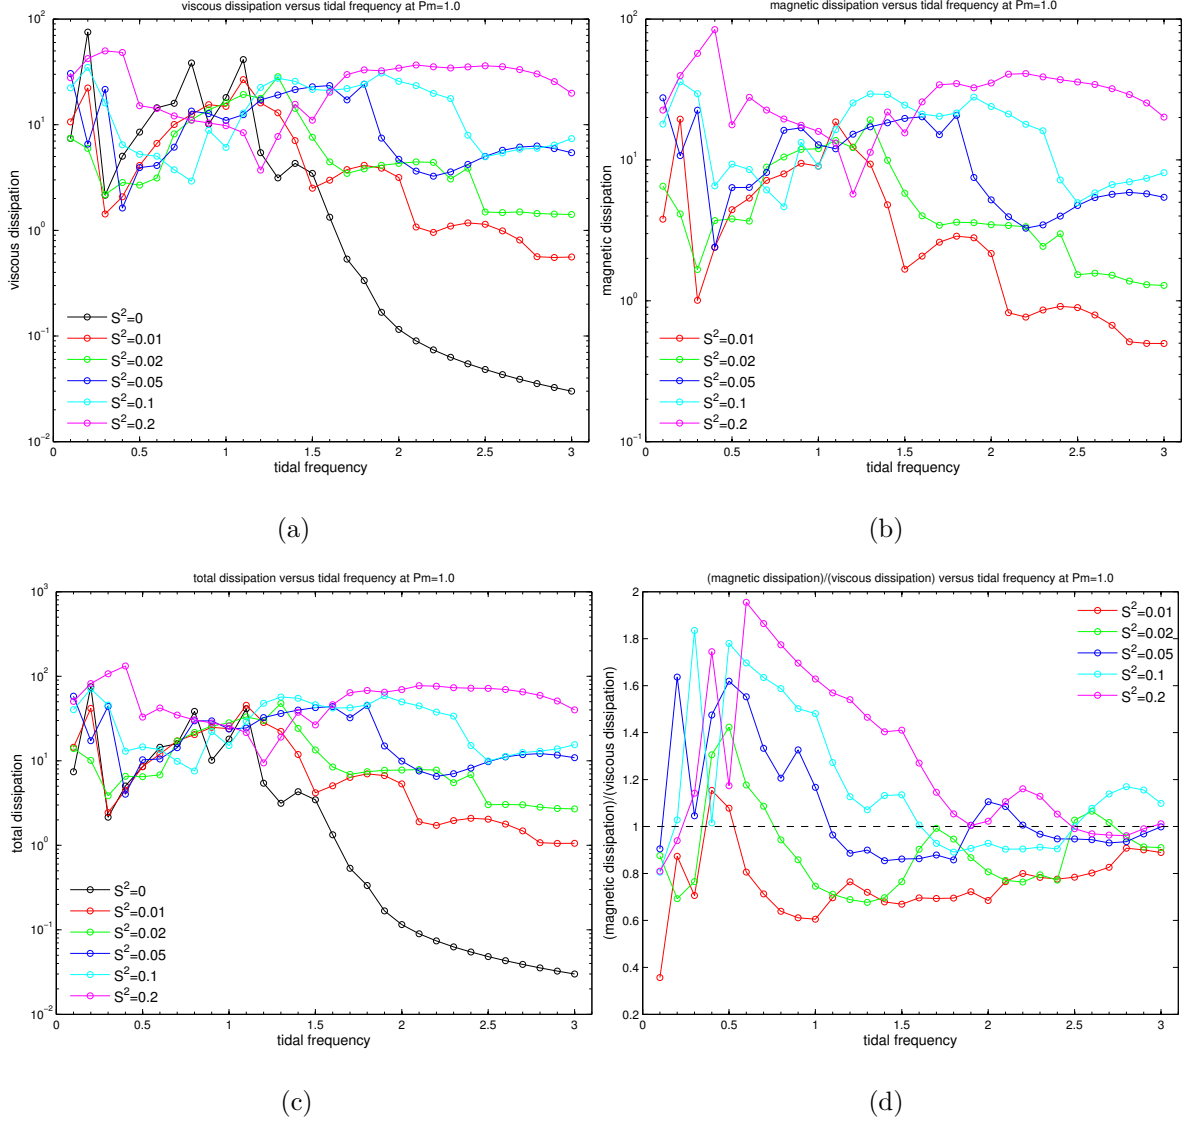 viscous dissipation versus tidal frequency at Pm=1.0
10^2
10^1
10^0
10^−1
10^−2
viscous dissipation
S^2=0
S^2=0.01
S^2=0.02
S^2=0.05
S^2=0.1
S^2=0.2
0 0.5 1 1.5 2 2.5 3
tidal frequency
(a)
magnetic dissipation versus tidal frequency at Pm=1.0
10^2
10^1
10^0
10^−1
magnetic dissipation
S^2=0.01
S^2=0.02
S^2=0.05
S^2=0.1
S^2=0.2
0 0.5 1 1.5 2 2.5 3
tidal frequency
(b)
total dissipation versus tidal frequency at Pm=1.0
10^3
10^2
10^1
10^0
10^−1
10^−2
total dissipation
S^2=0
S^2=0.01
S^2=0.02
S^2=0.05
S^2=0.1
S^2=0.2
0 0.5 1 1.5 2 2.5 3
tidal frequency
(c)
(magnetic dissipation)/(viscous dissipation) versus tidal frequency at Pm=1.0
2
1.8
1.6
1.4
1.2
1
0.8
0.6
0.4
0.2
(magnetic dissipation)/(viscous dissipation)
S^2=0.01
S^2=0.02
S^2=0.05
S^2=0.1
S^2=0.2
0 0.5 1 1.5 2 2.5 3
tidal frequency
(d)